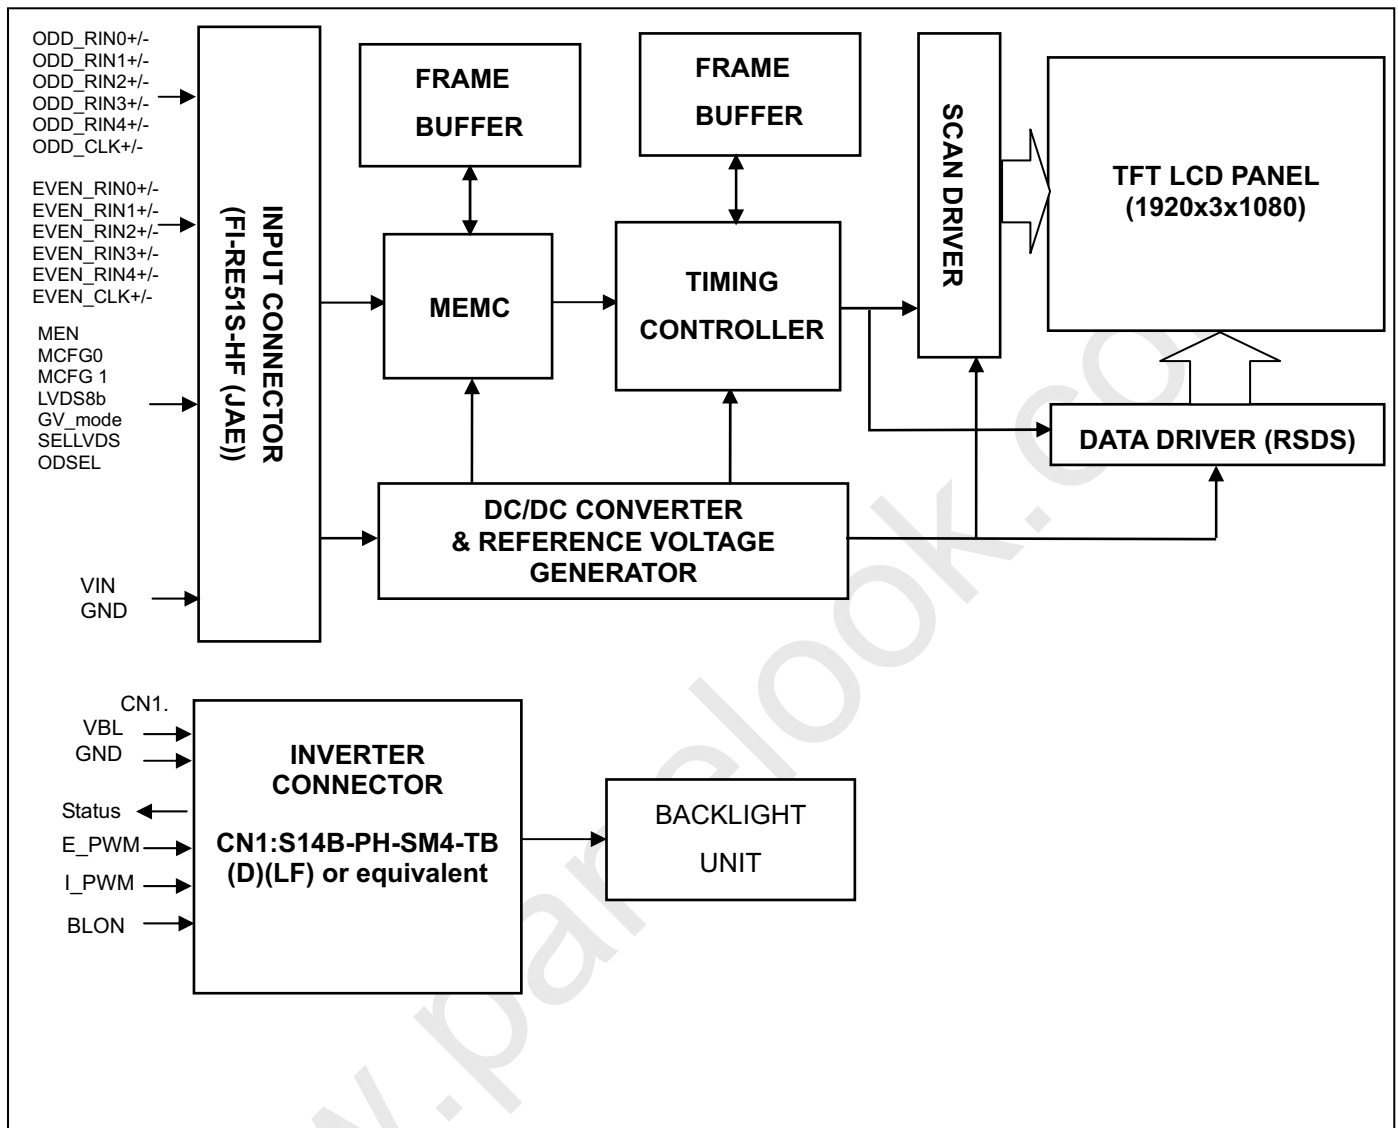 ODD_RIN0+/-
ODD_RIN1+/-
ODD_RIN2+/-
ODD_RIN3+/-
ODD_RIN4+/-
ODD_CLK+/-
EVEN_RIN0+/-
EVEN_RIN1+/-
EVEN_RIN2+/-
EVEN_RIN3+/-
EVEN_RIN4+/-
EVEN_CLK+/-
MEN
MCFG0
MCFG 1
LVDS8b
GV_mode
SELLVDS
ODSEL
VIN
GND
INPUT CONNECTOR
(FI-RE51S-HF (JAE))
FRAME
BUFFER
FRAME
BUFFER
MEMC
TIMING
CONTROLLER
SCAN DRIVER
TFT LCD PANEL
(1920x3x1080)
DATA DRIVER (RSDS)
DC/DC CONVERTER
& REFERENCE VOLTAGE
GENERATOR
CN1.
VBL
GND
Status
E_PWM
I_PWM
BLON
INVERTER
CONNECTOR
CN1:S14B-PH-SM4-TB
(D)(LF) or equivalent
BACKLIGHT
UNIT
w.panelook.co